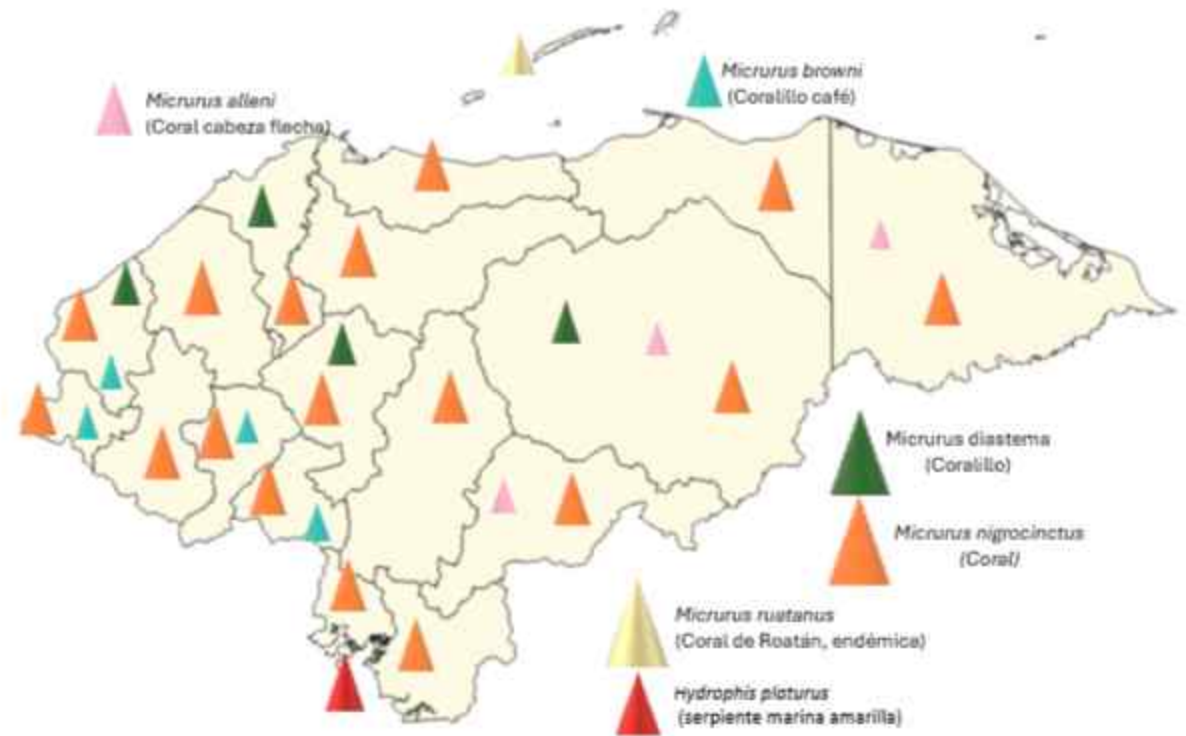 Micrurus browni
(Coralillo café)
Micrurus alleni
(Coral cabeza flecha)
Micrurus diastema
(Coralillo)
Micrurus nigrocinctus
(Coral)
Micrurus ruatanus
(Coral de Roatán, endémica)
Hydrophis platurus
(serpiente marina amarilla)